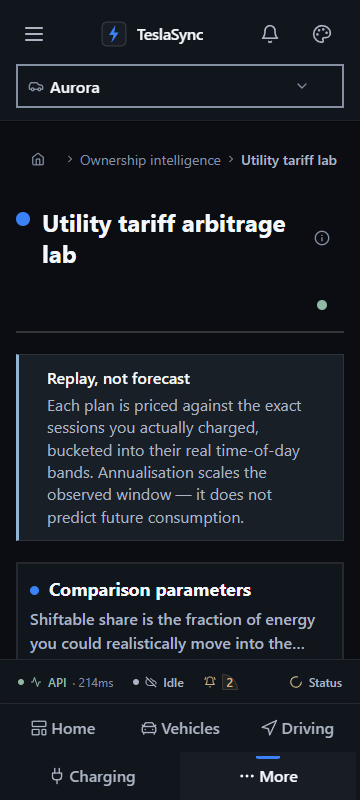 TeslaSync
Aurora
Ownership intelligence
Utility tariff lab
Utility tariff arbitrage
lab
Replay, not forecast
Each plan is priced against the exact
sessions you actually charged,
bucketed into their real time-of-day
bands. Annualisation scales the
observed window — it does not
predict future consumption.
Comparison parameters
Shiftable share is the fraction of energy
you could realistically move into the...
API · 214ms
Idle
2
Status
Home
Vehicles
Driving
Charging
More